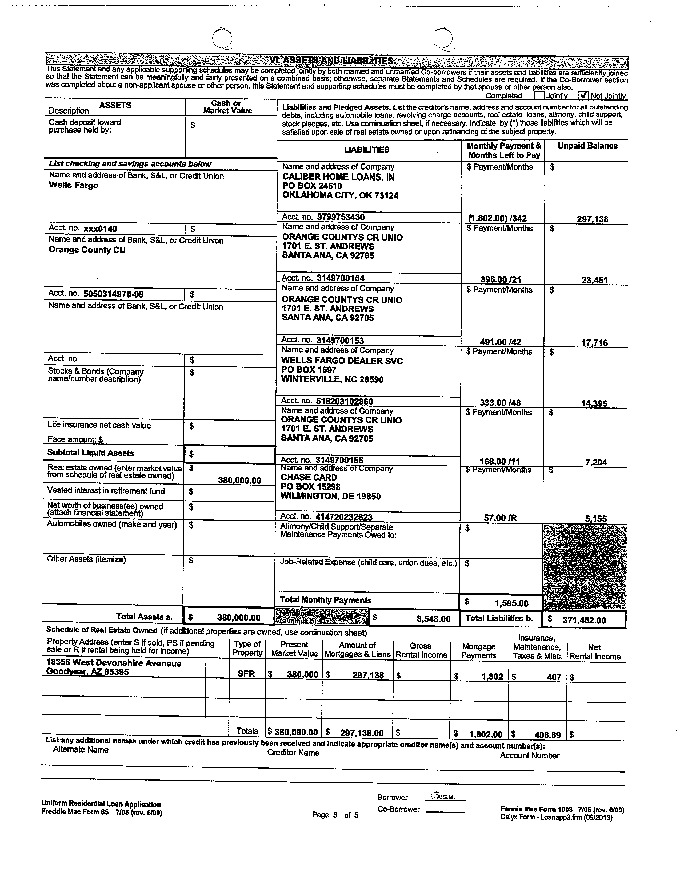 VI. ASSETS AND LIABILITIES
This Statement and any applicable supporting schedules may be completed jointly by both married and unmarried Co-borrowers if their assets and liabilities are sufficiently joined
so that the Statement can be meaningfully and fairly presented on a combined basis; otherwise, separate Statements and Schedules are required. If the Co-Borrower section
was completed about a non-applicant spouse or other person, this Statement and supporting schedules must be completed by that spouse or other person also.
Completed Jointly Not Jointly
ASSETS
Description
Cash or
Market Value
Cash deposit toward
purchase held by:
$
List checking and savings accounts below
Name and address of Bank, S&L, or Credit Union
Wells Fargo
Acct. no. xxx0140 $
Name and address of Bank, S&L, or Credit Union
Orange County CU
Acct. no. $
Name and address of Bank, S&L, or Credit Union
Acct. no. $
Stocks & Bonds (Company
name/number description)
$
Life insurance net cash value
Face amount: $
$
Subtotal Liquid Assets $
Real estate owned (enter market value
from schedule of real estate owned)
$ 380,000.00
Vested interest in retirement fund $
Net worth of business(es) owned
(attach financial statement)
$
Automobiles owned (make and year) $
Other Assets (itemize) $
Total Assets a. $ 380,000.00
Liabilities and Pledged Assets. List the creditor's name, address and account number for all outstanding
debts, including automobile loans, revolving charge accounts, real estate loans, alimony, child support,
stock pledges, etc. Use continuation sheet, if necessary. Indicate by (*) those liabilities which will be
satisfied upon sale of real estate owned or upon refinancing of the subject property.
LIABILITIES
Monthly Payment &
Months Left to Pay
Unpaid Balance
Name and address of Company $ Payment/Months $
CALIBER HOME LOANS, IN
PO BOX 24610
OKLAHOMA CITY, OK 73124
Acct. no. 9799753430 (1,802.00) /342 297,138
Name and address of Company $ Payment/Months $
ORANGE COUNTYS CR UNIO
1701 E. ST. ANDREWS
SANTA ANA, CA 92705
Acct. no. 3149700164 396.00 /21 23,451
Name and address of Company $ Payment/Months $
ORANGE COUNTYS CR UNIO
1701 E. ST. ANDREWS
SANTA ANA, CA 92705
Acct. no. 3149700153 491.00 /42 17,716
Name and address of Company $ Payment/Months $
WELLS FARGO DEALER SVC
PO BOX 1697
WINTERVILLE, NC 28590
Acct. no. 333.00 /48 14,395
Name and address of Company $ Payment/Months $
ORANGE COUNTYS CR UNIO
1701 E. ST. ANDREWS
SANTA ANA, CA 92705
Acct. no. 168.00 /11 7,204
Name and address of Company $ Payment/Months $
CHASE CARD
PO BOX 15298
WILMINGTON, DE 19850
Acct. no. 414720232823 57.00 /R 5,155
Alimony/Child Support/Separate
Maintenance Payments Owed to:
$
Job-Related Expense (child care, union dues, etc.) $
Total Monthly Payments $ 1,595.00
$ 8,548.00 Total Liabilities b. $ 371,482.00
Schedule of Real Estate Owned (if additional properties are owned, use continuation sheet)
Property Address (enter S if sold, PS if pending
sale or R if rental being held for income)
Type of
Property
Present
Market Value
Amount of
Mortgages & Liens
Gross
Rental Income
Mortgage
Payments
Insurance,
Maintenance,
Taxes & Misc.
Net
Rental Income
18356 West Devonshire Avenue
Goodyear, AZ 85395
SFR $ 380,000 $ 297,138 $ $ 1,802 $ 407 $
Totals $ 380,000.00 $ 297,138.00 $ $ 1,802.00 $ 406.69 $
List any additional names under which credit has previously been received and indicate appropriate creditor name(s) and account number(s):
Alternate Name Creditor Name Account Number
Borrower
Co-Borrower
Uniform Residential Loan Application
Freddie Mac Form 65 7/05 (rev. 6/09)
Page 3 of 5
Fannie Mae Form 1003 7/05 (rev. 6/09)
Calyx Form - Loanapp3.frm (09/2013)